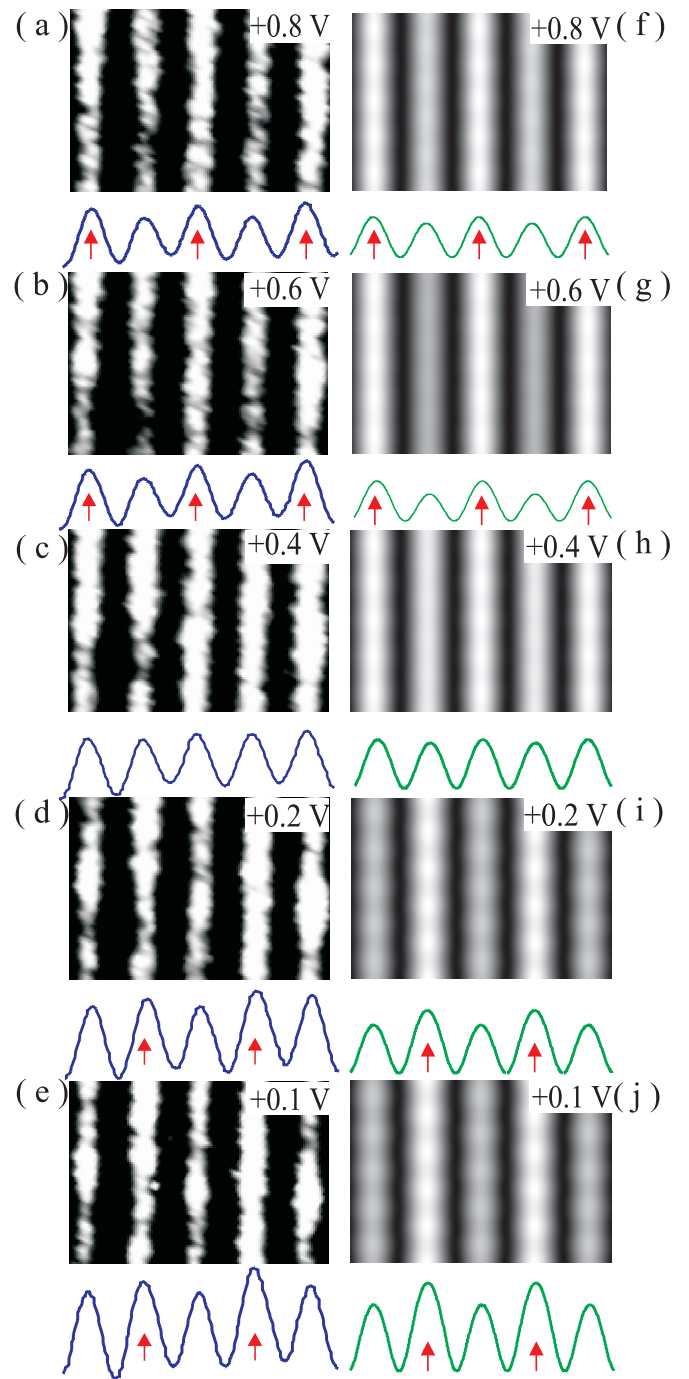 ( a ) +0.8 V +0.8 V ( f )
( b ) +0.6 V +0.6 V ( g )
( c ) +0.4 V +0.4 V ( h )
( d ) +0.2 V +0.2 V ( i )
( e ) +0.1 V +0.1 V ( j )